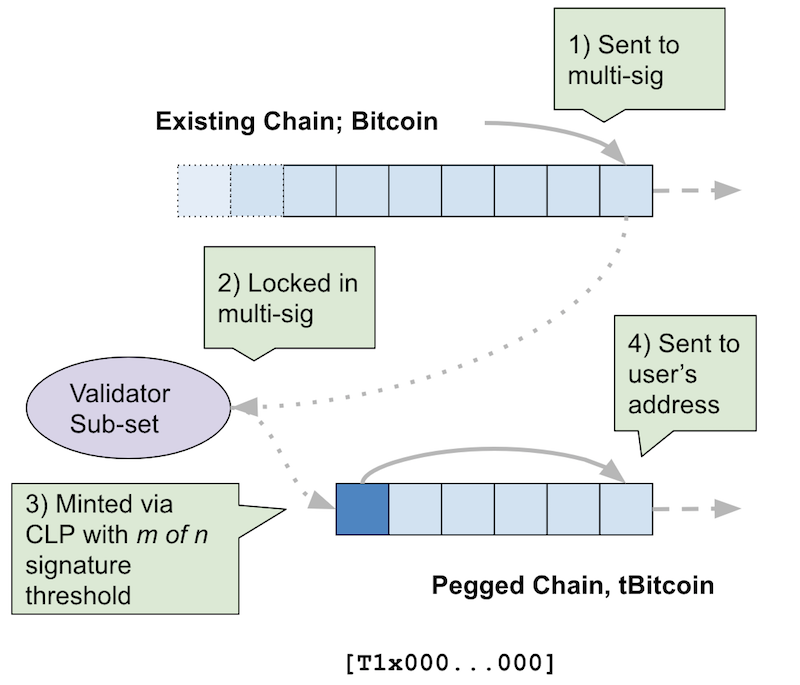 1) Sent to
multi-sig
Existing Chain; Bitcoin
2) Locked in
multi-sig
4) Sent to
user's
address
Validator
Sub-set
3) Minted via
CLP with m of n
signature
threshold
Pegged Chain, tBitcoin
[T1x000...000]